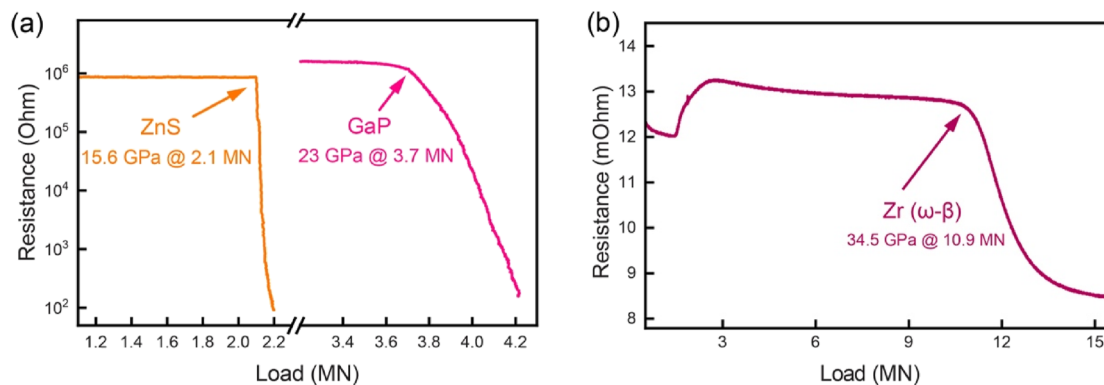 (a)
Resistance (Ohm)
10⁶
10⁵
10⁴
10³
10²
ZnS
15.6 GPa @ 2.1 MN
GaP
23 GPa @ 3.7 MN
1.2 1.4 1.6 1.8 2.0 2.2 3.4 3.6 3.8 4.0 4.2
Load (MN)
(b)
Resistance (mOhm)
14
13
12
11
10
9
8
Zr (ω-β)
34.5 GPa @ 10.9 MN
3 6 9 12 15
Load (MN)